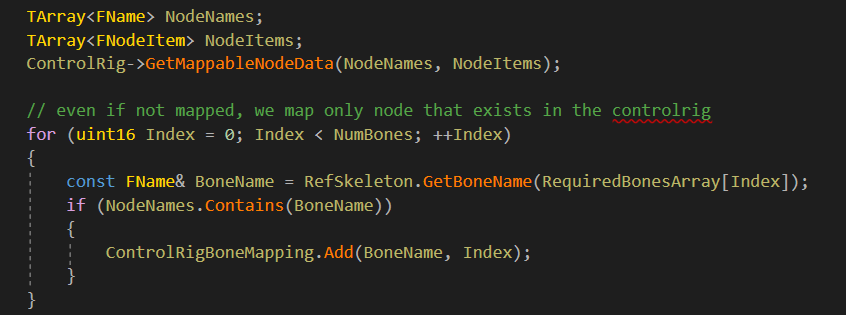 TArray<FName> NodeNames;
TArray<FNodeItem> NodeItems;
ControlRig->GetMappableNodeData(NodeNames, NodeItems);
// even if not mapped, we map only node that exists in the controlrig
for (uint16 Index = 0; Index < NumBones; ++Index)
{
const FName& BoneName = RefSkeleton.GetBoneName(RequiredBonesArray[Index]);
if (NodeNames.Contains(BoneName))
{
ControlRigBoneMapping.Add(BoneName, Index);
}
}